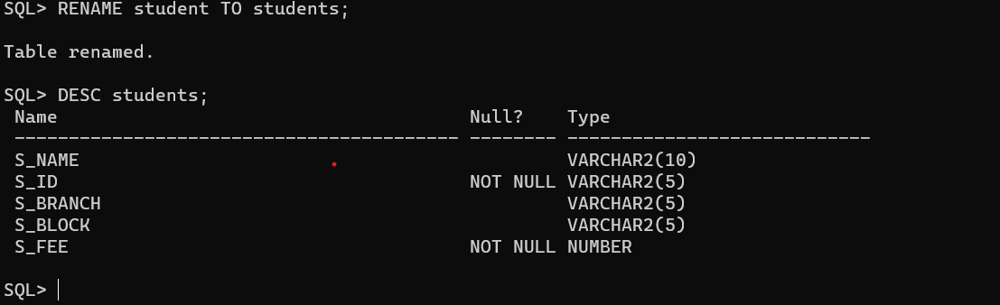 SQL> RENAME student TO students;
Table renamed.
SQL> DESC students;
Name Null? Type
----------------------------------------- -------- ----------------------------
S_NAME VARCHAR2(10)
S_ID NOT NULL VARCHAR2(5)
S_BRANCH VARCHAR2(5)
S_BLOCK VARCHAR2(5)
S_FEE NOT NULL NUMBER
SQL>